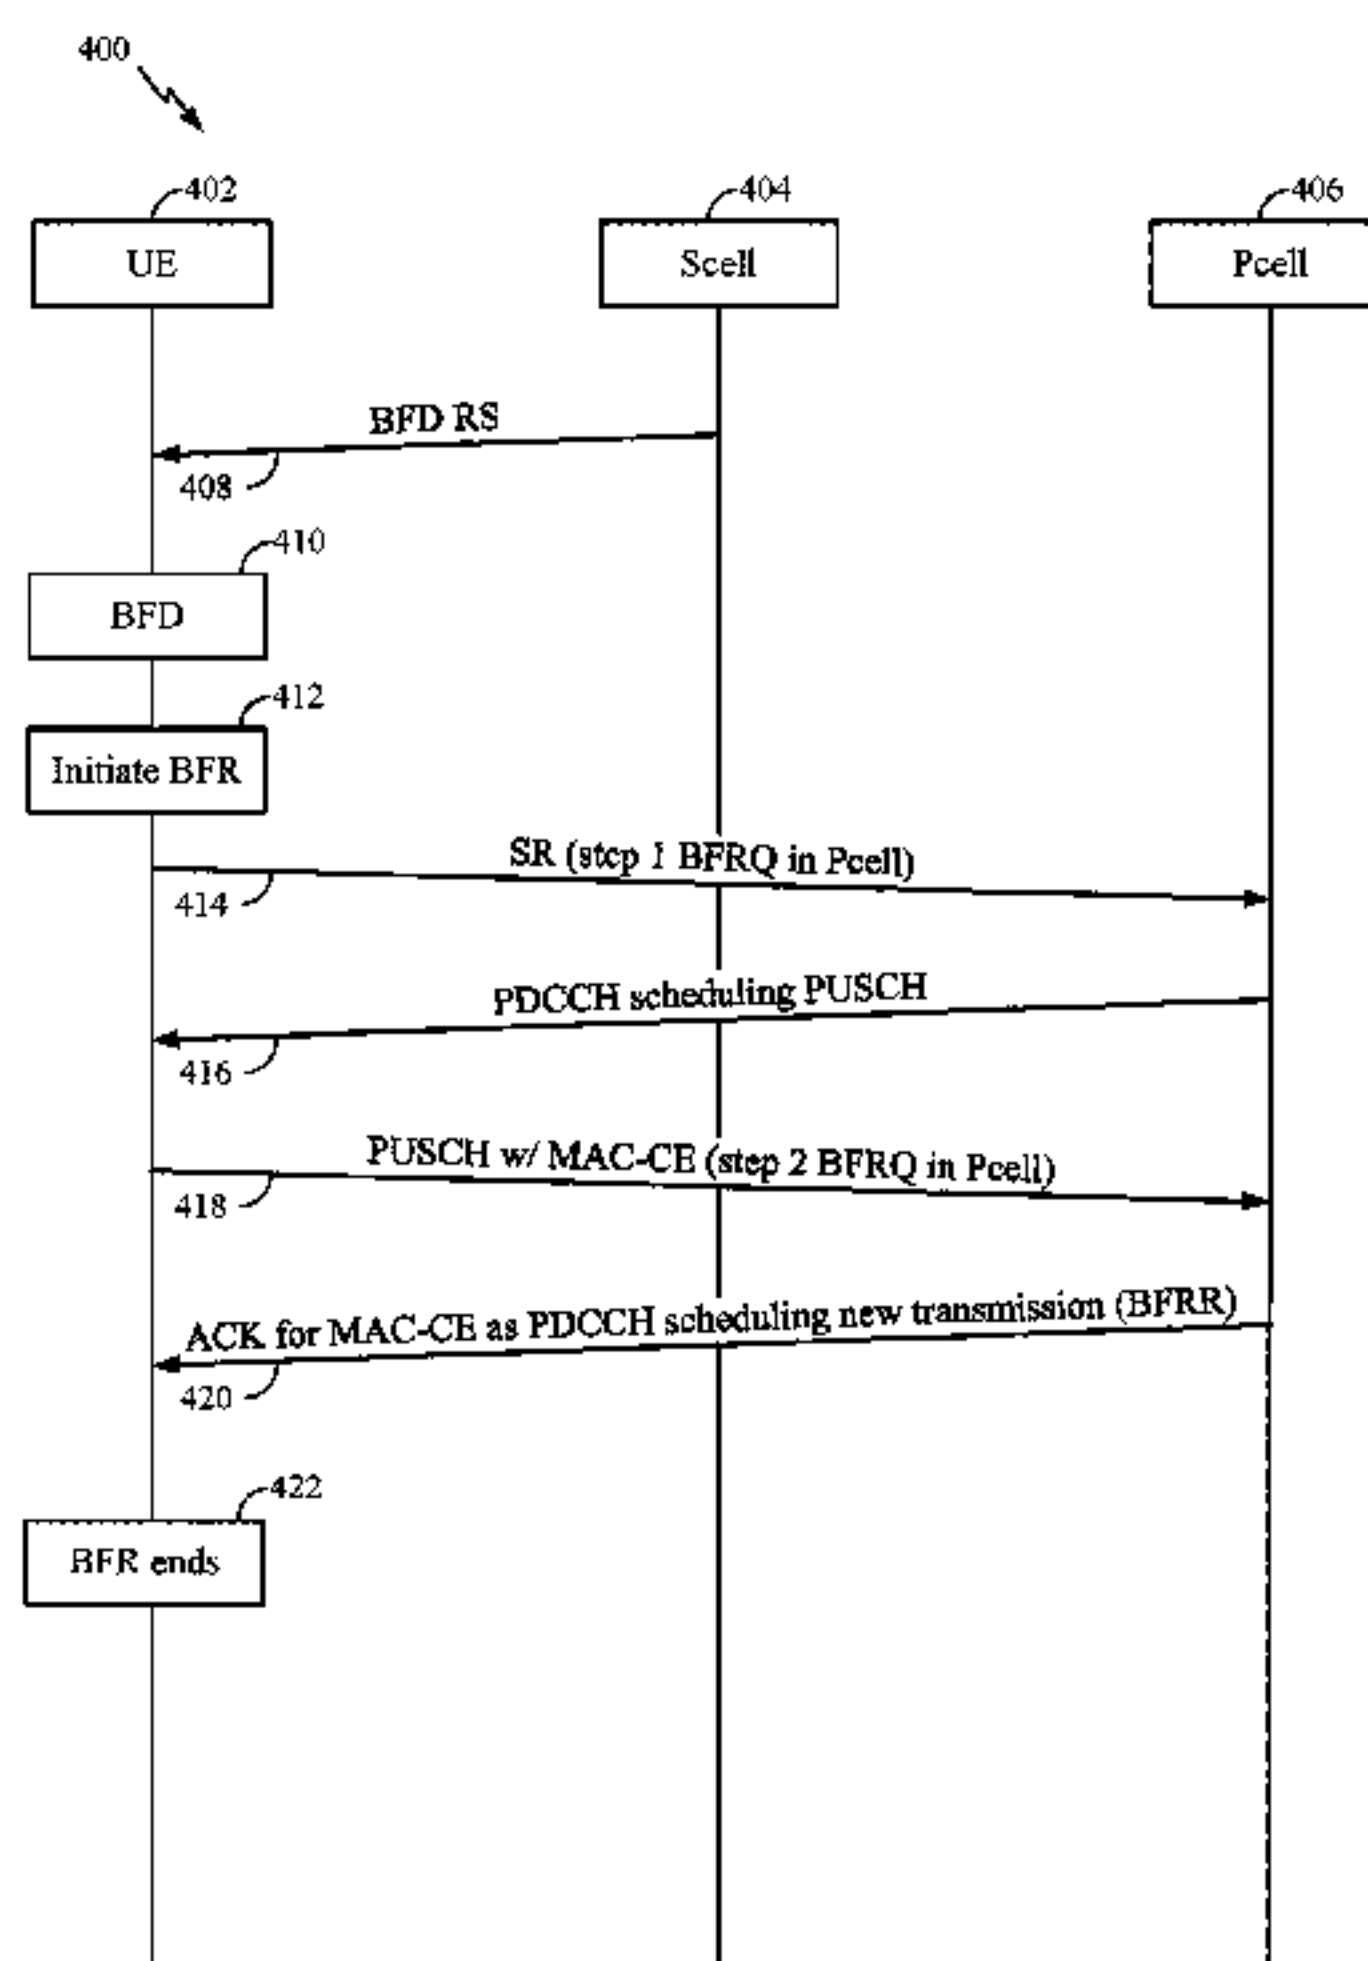 400
402
404
406
UE
Scell
Pcell
BFD RS
408
410
BFD
412
Initiate BFR
SR (step 1 BFRQ in Pcell)
414
PDCCH scheduling PUSCH
416
PUSCH w/ MAC-CE (step 2 BFRQ in Pcell)
418
ACK for MAC-CE as PDCCH scheduling new transmission (BFRR)
420
422
BFR ends